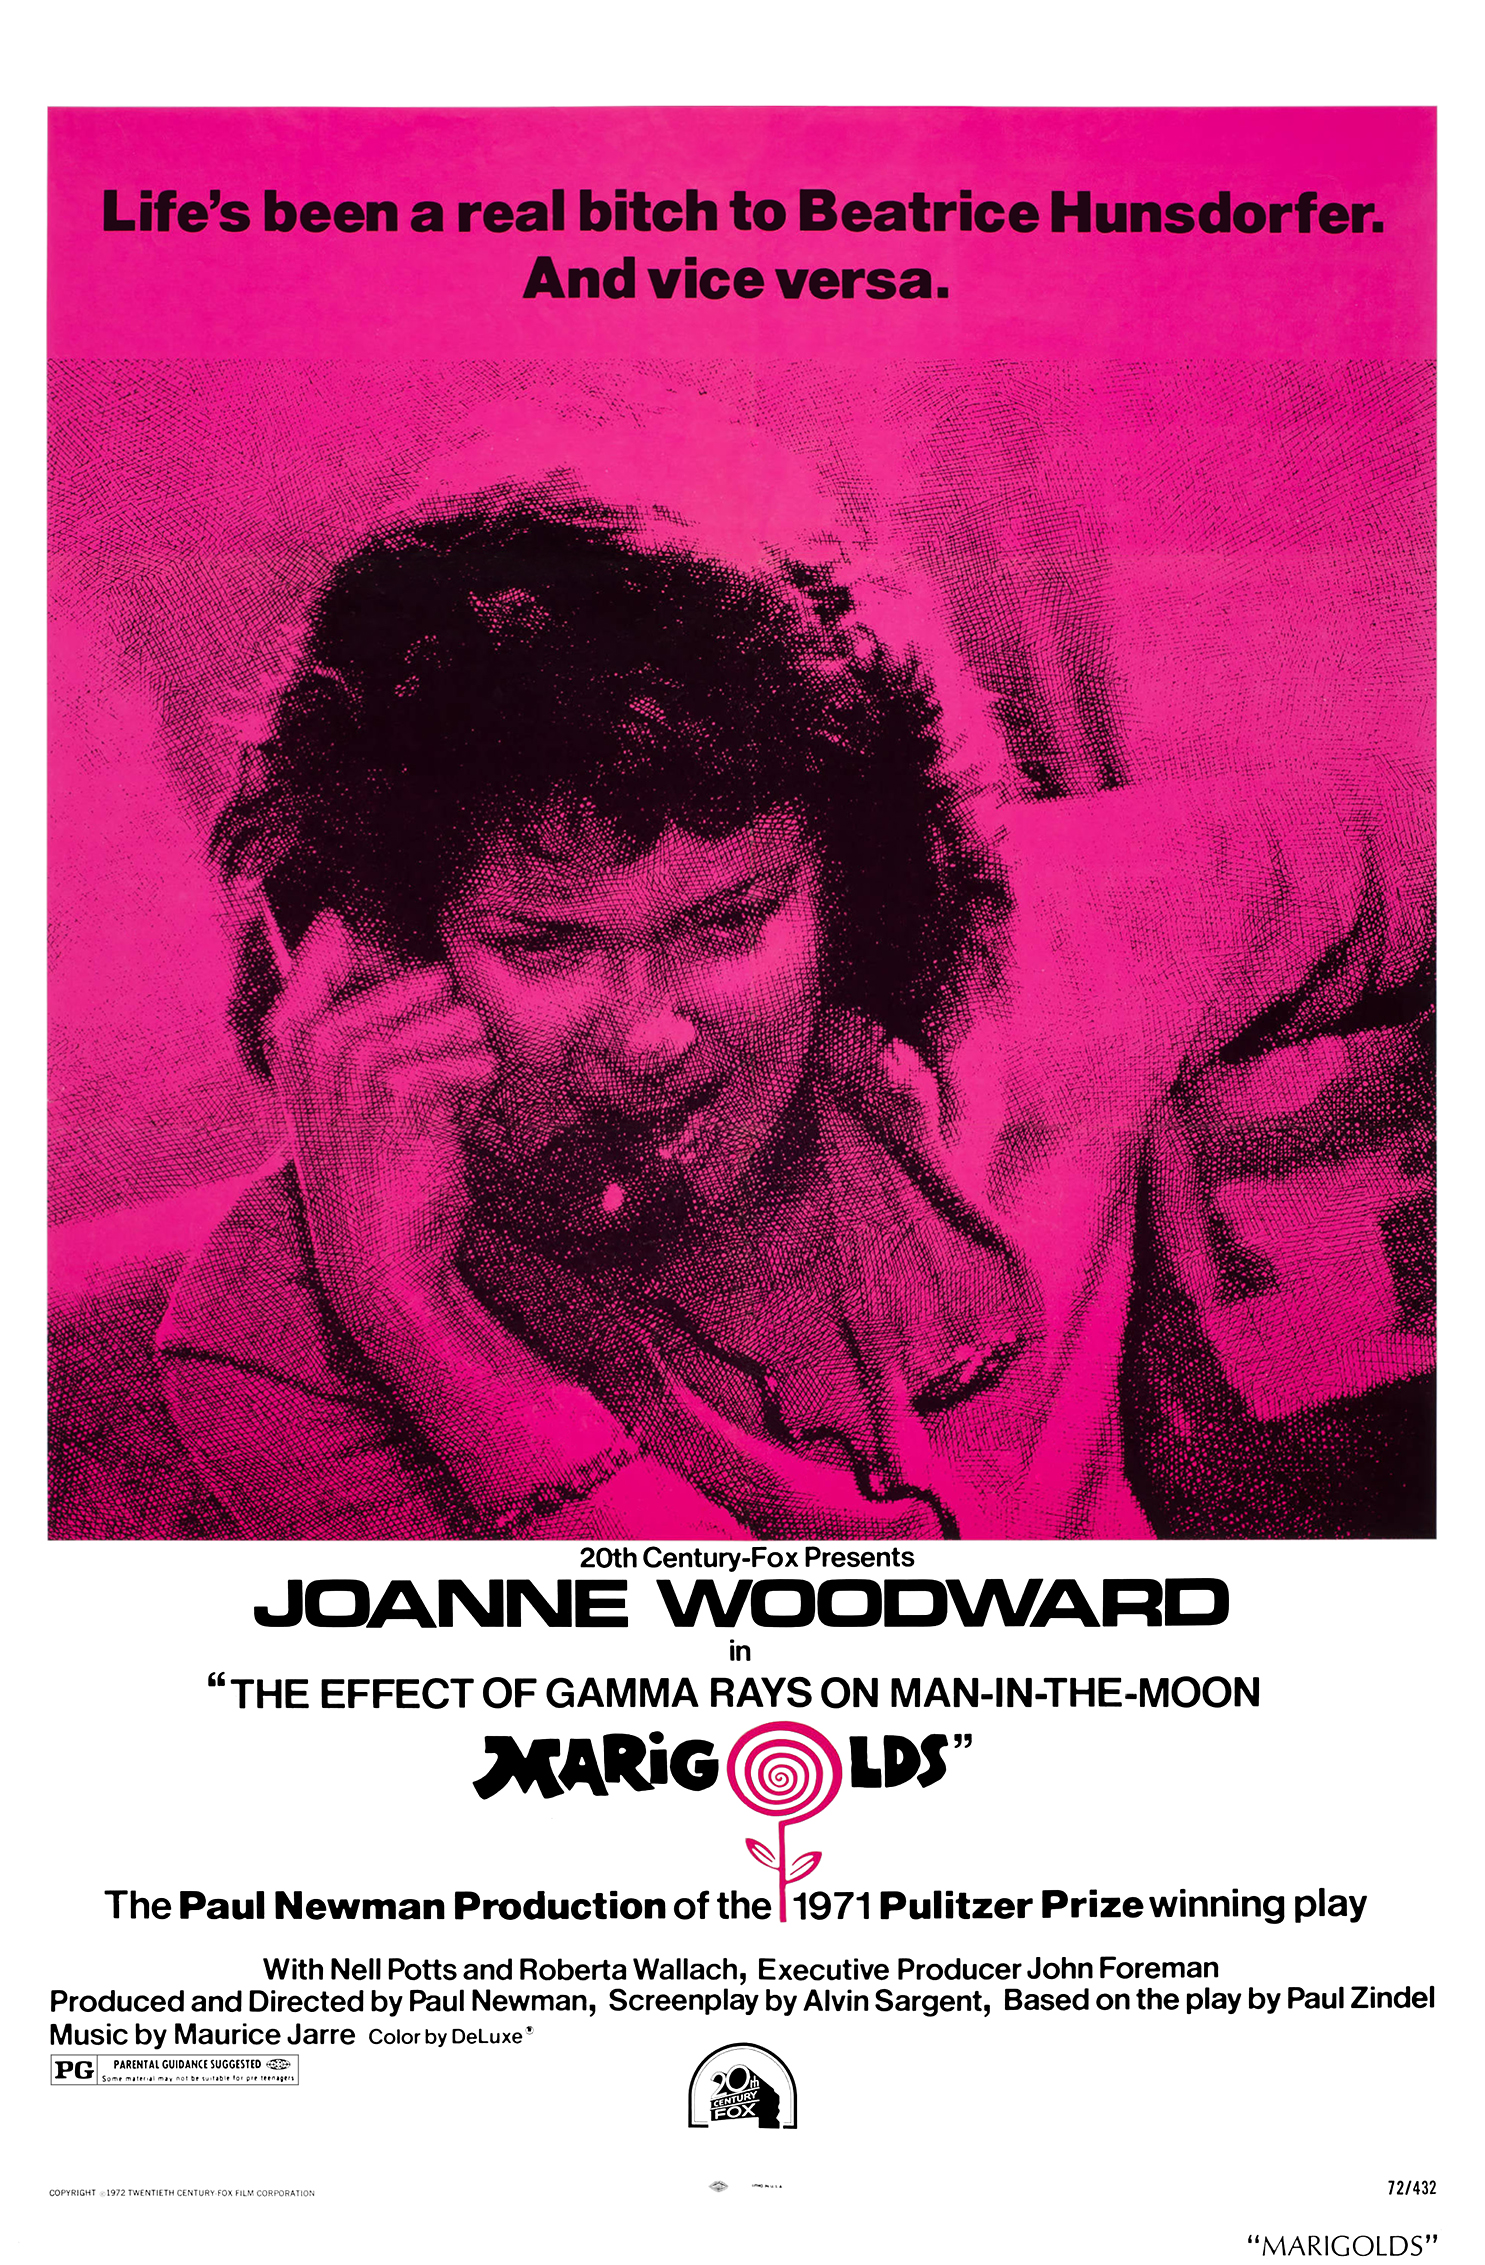 Life's been a real bitch to Beatrice Hunsdorfer.
And vice versa.
20th Century-Fox Presents
JOANNE WOODWARD
in
“THE EFFECT OF GAMMA RAYS ON MAN-IN-THE-MOON
MARiGOLDS”
The Paul Newman Production of the 1971 Pulitzer Prize winning play
With Nell Potts and Roberta Wallach, Executive Producer John Foreman
Produced and Directed by Paul Newman, Screenplay by Alvin Sargent, Based on the play by Paul Zindel
Music by Maurice Jarre Color by DeLuxe®
PG PARENTAL GUIDANCE SUGGESTED
Some material may not be suitable for pre teenagers
20th
CENTURY
FOX
COPYRIGHT ©1972 TWENTIETH CENTURY-FOX FILM CORPORATION
72/432
“MARIGOLDS”